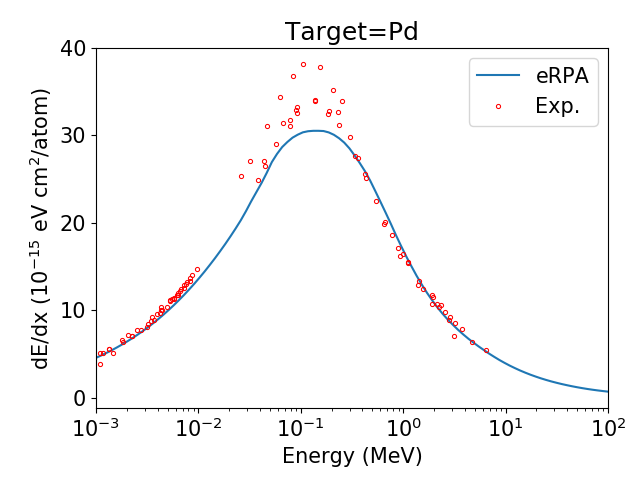 Target=Pd
dE/dx (10⁻¹⁵ eV cm²/atom)
40
30
20
10
0
eRPA
Exp.
10⁻³ 10⁻² 10⁻¹ 10⁰ 10¹ 10²
Energy (MeV)